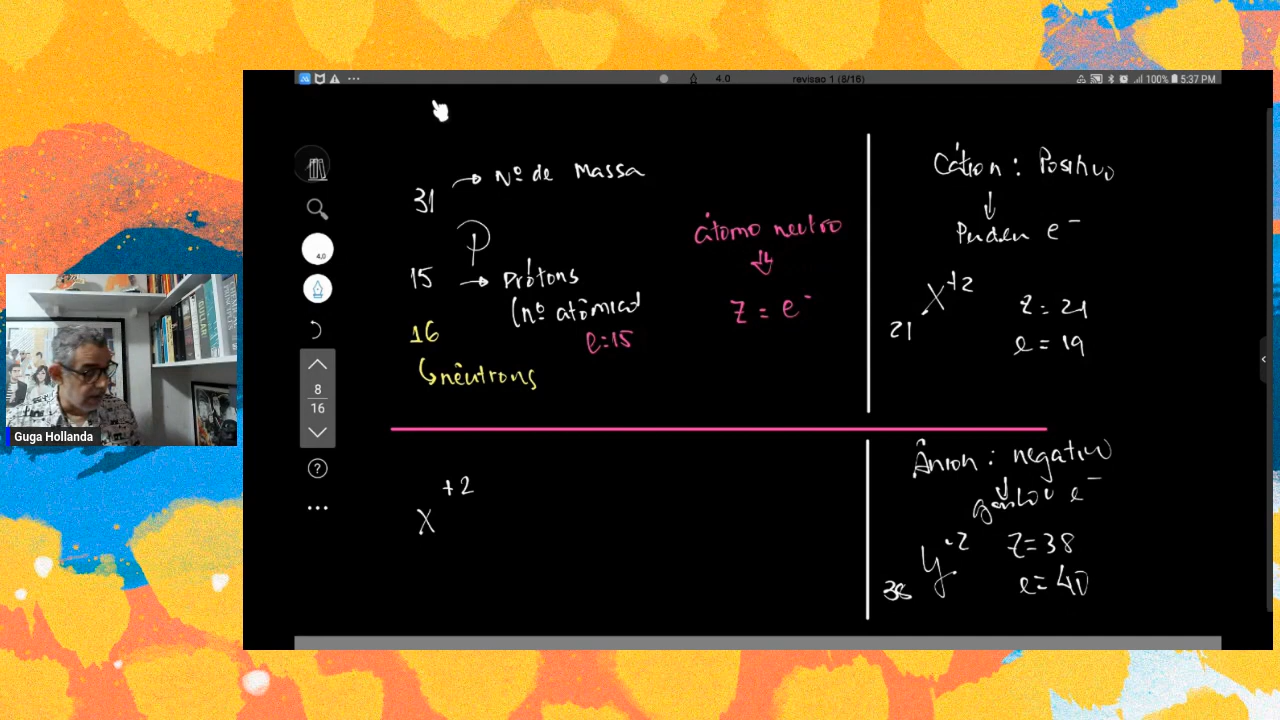 4.0
revisao 1 (8/16)
100% 5:37 PM
31 → Nº de Massa
P
15 → Prótons
(nº atômico)
e=15
16
↳ nêutrons
átomo neutro
↓
Z = e⁻
Cátion : Positivo
↓
Perdeu e⁻
21 X⁺²
Z = 21
e = 19
Ânion : negativo
↓
ganhou e⁻
38 y⁻²
Z=38
e=40
X⁺²
4,0
8
16
?
Guga Hollanda